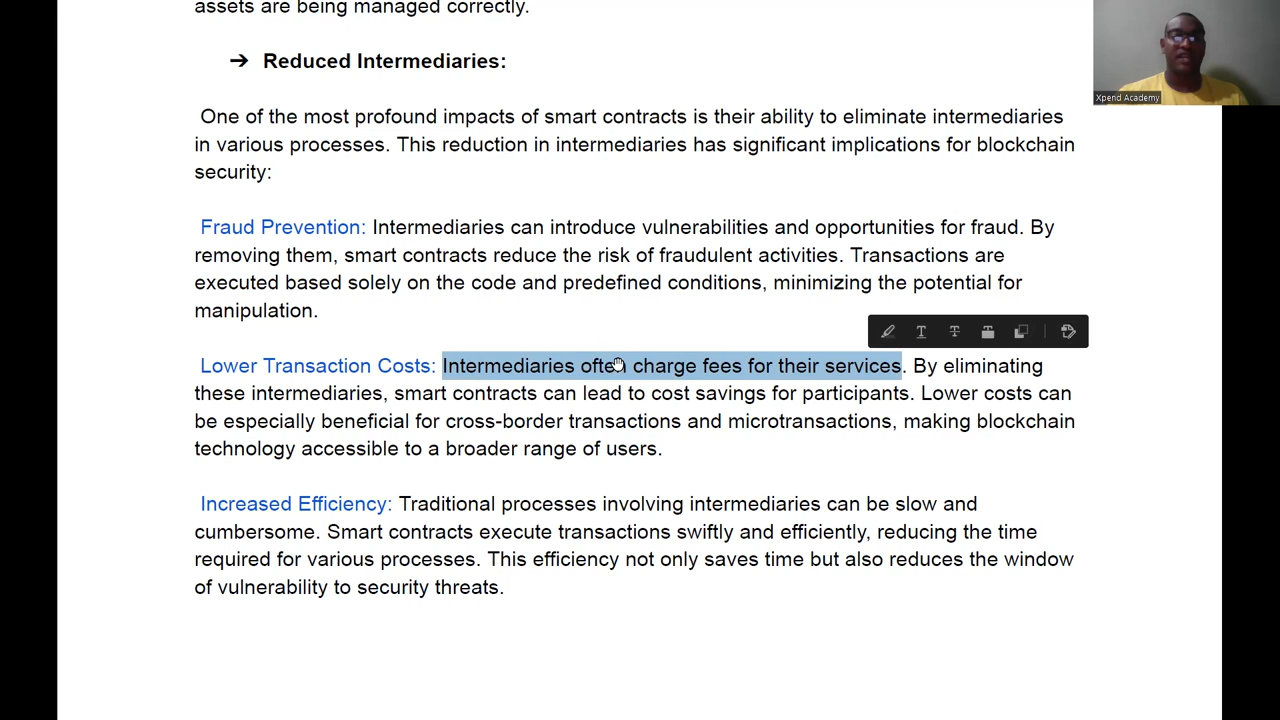 assets are being managed correctly.
➔ Reduced Intermediaries:
One of the most profound impacts of smart contracts is their ability to eliminate intermediaries
in various processes. This reduction in intermediaries has significant implications for blockchain
security:
Fraud Prevention: Intermediaries can introduce vulnerabilities and opportunities for fraud. By
removing them, smart contracts reduce the risk of fraudulent activities. Transactions are
executed based solely on the code and predefined conditions, minimizing the potential for
manipulation.
Lower Transaction Costs: Intermediaries often charge fees for their services. By eliminating
these intermediaries, smart contracts can lead to cost savings for participants. Lower costs can
be especially beneficial for cross-border transactions and microtransactions, making blockchain
technology accessible to a broader range of users.
Increased Efficiency: Traditional processes involving intermediaries can be slow and
cumbersome. Smart contracts execute transactions swiftly and efficiently, reducing the time
required for various processes. This efficiency not only saves time but also reduces the window
of vulnerability to security threats.
Xpend Academy